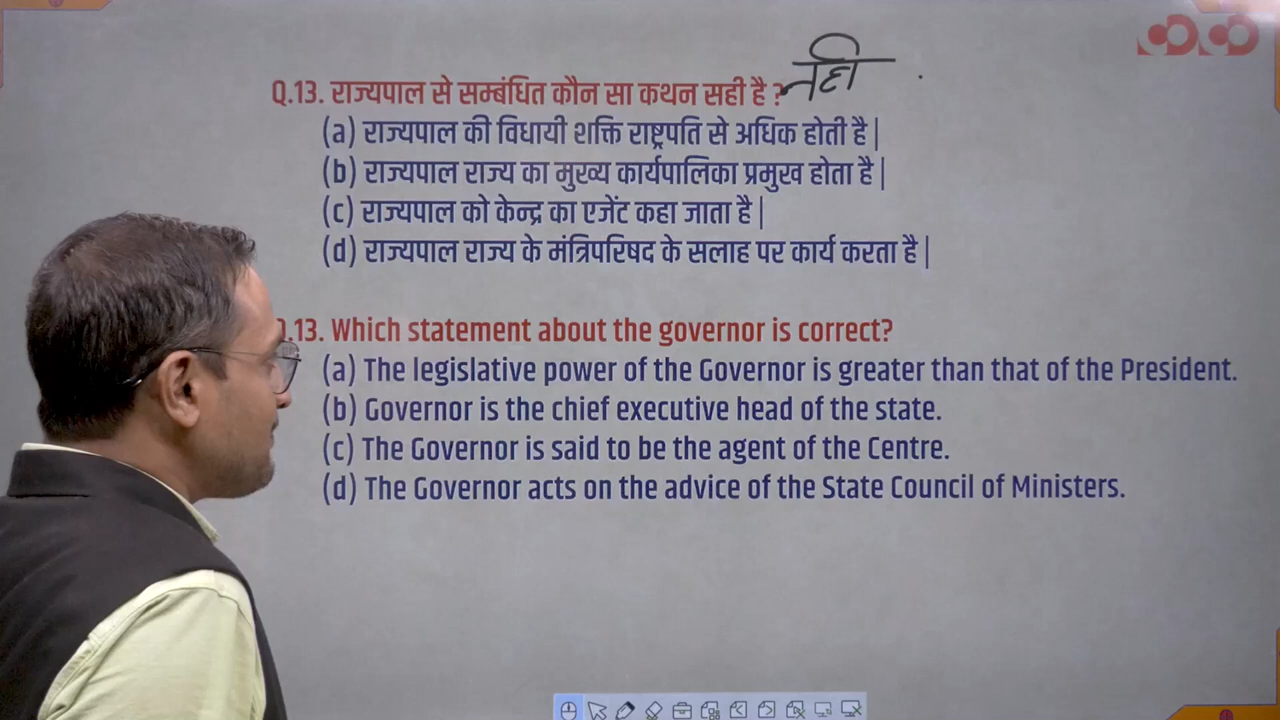 Q.13. राज्यपाल से सम्बंधित कौन सा कथन सही है ? नही
(a) राज्यपाल की विधायी शक्ति राष्ट्रपति से अधिक होती है |
(b) राज्यपाल राज्य का मुख्य कार्यपालिका प्रमुख होता है |
(c) राज्यपाल को केन्द्र का एजेंट कहा जाता है |
(d) राज्यपाल राज्य के मंत्रिपरिषद के सलाह पर कार्य करता है |
Q.13. Which statement about the governor is correct?
(a) The legislative power of the Governor is greater than that of the President.
(b) Governor is the chief executive head of the state.
(c) The Governor is said to be the agent of the Centre.
(d) The Governor acts on the advice of the State Council of Ministers.